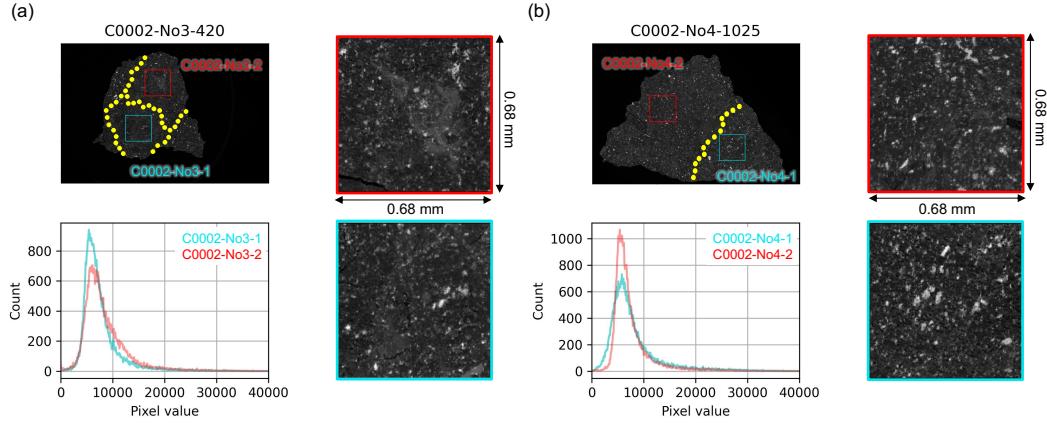 (a)
C0002-No3-420
C0002-No3-2
C0002-No3-1
0.68 mm
0.68 mm
800
600
400
200
0
Count
C0002-No3-1
C0002-No3-2
0
10000
20000
30000
40000
Pixel value
(b)
C0002-No4-1025
C0002-No4-2
C0002-No4-1
0.68 mm
0.68 mm
1000
800
600
400
200
0
Count
C0002-No4-1
C0002-No4-2
0
10000
20000
30000
40000
Pixel value